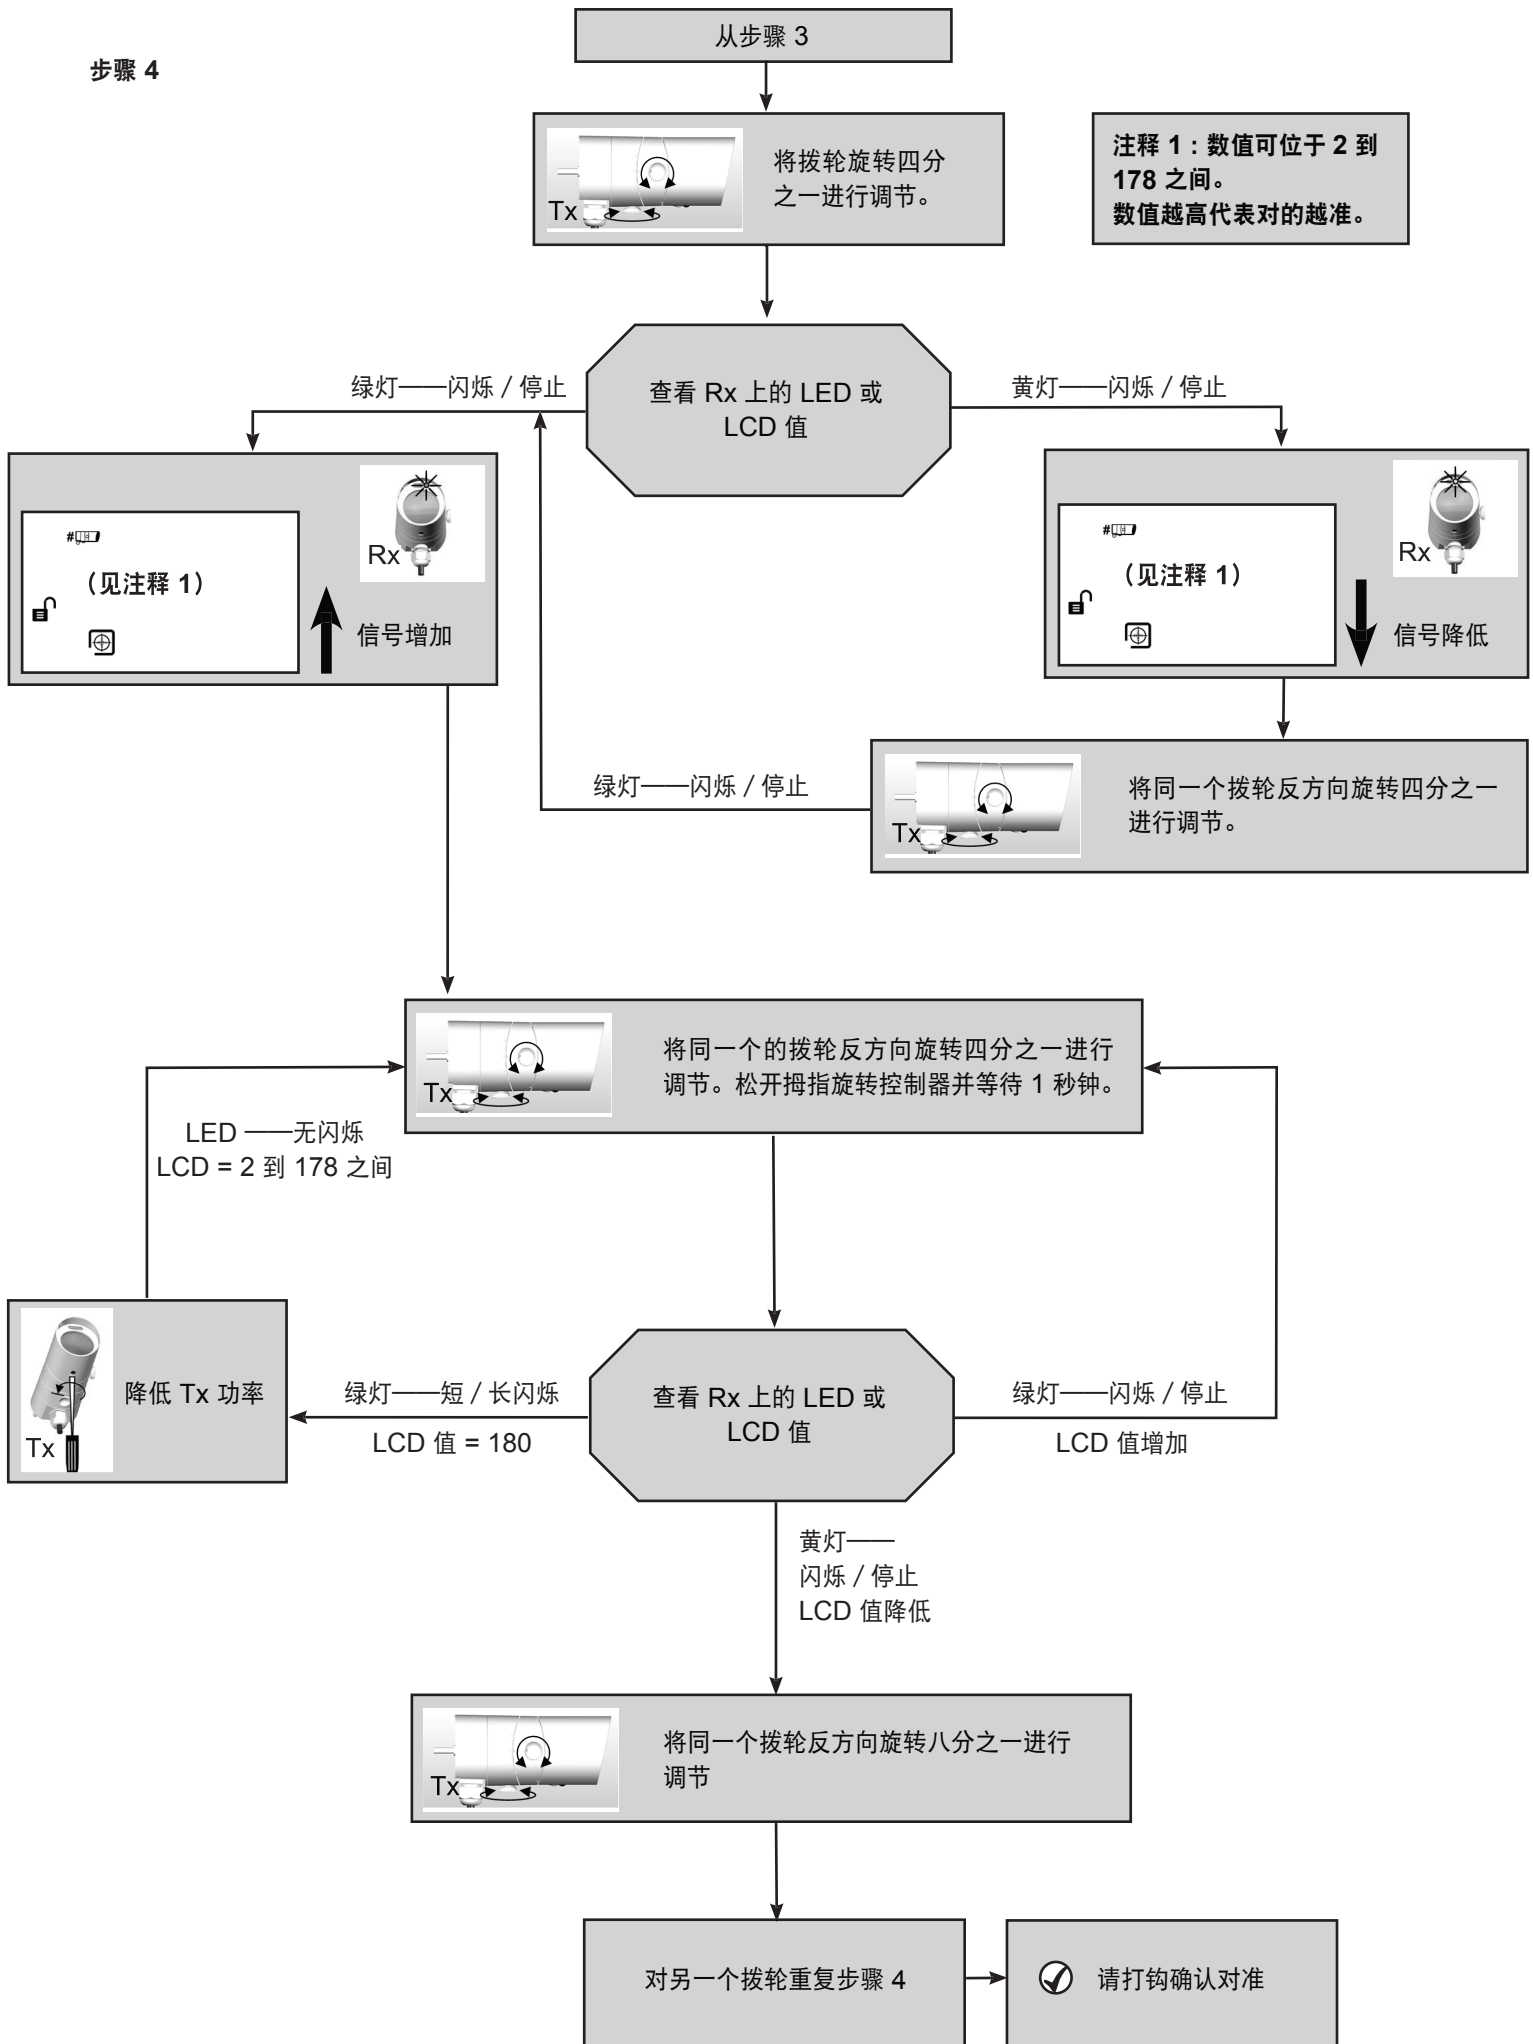 从步骤 3
步骤 4
将拨轮旋转四分
之一进行调节。
Tx
注释 1：数值可位于 2 到
178 之间。
数值越高代表对的越准。
绿灯——闪烁 / 停止
查看 Rx 上的 LED 或
LCD 值
黄灯——闪烁 / 停止
Rx
#
（见注释 1）
信号增加
Rx
#
（见注释 1）
信号降低
绿灯——闪烁 / 停止
Tx
将同一个拨轮反方向旋转四分之一
进行调节。
Tx
将同一个的拨轮反方向旋转四分之一进行
调节。松开拇指旋转控制器并等待 1 秒钟。
LED ——无闪烁
LCD = 2 到 178 之间
Tx
降低 Tx 功率
绿灯——短 / 长闪烁
LCD 值 = 180
查看 Rx 上的 LED 或
LCD 值
绿灯——闪烁 / 停止
LCD 值增加
黄灯——
闪烁 / 停止
LCD 值降低
Tx
将同一个拨轮反方向旋转八分之一进行
调节
对另一个拨轮重复步骤 4
请打钩确认对准